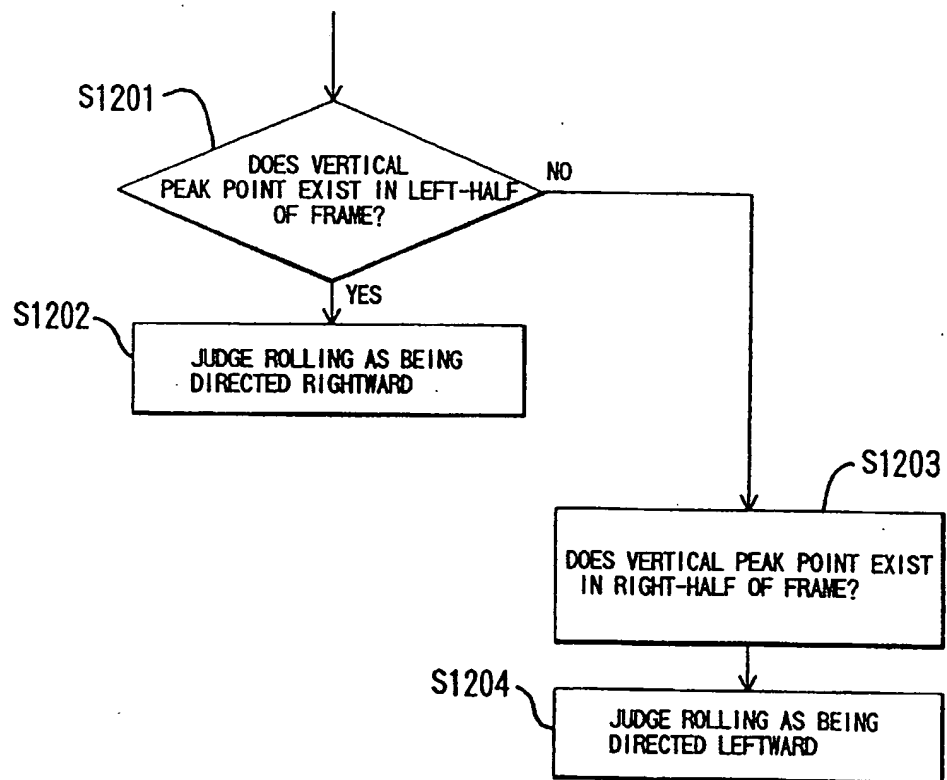 S1201
DOES VERTICAL
PEAK POINT EXIST IN LEFT-HALF
OF FRAME?
NO
YES
S1202
JUDGE ROLLING AS BEING
DIRECTED RIGHTWARD
S1203
DOES VERTICAL PEAK POINT EXIST
IN RIGHT-HALF OF FRAME?
S1204
JUDGE ROLLING AS BEING
DIRECTED LEFTWARD